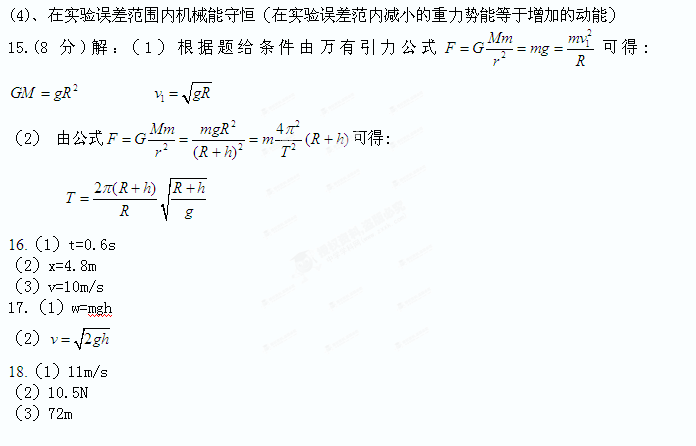 (4)、在实验误差范围内机械能守恒（在实验误差范内减小的重力势能等于增加的动能）
15.(8 分)解：(1) 根据题给条件由万有引力公式 $F=G\frac{Mm}{r^2}=mg=\frac{mv_1^2}{R}$ 可得：
$GM=gR^2$ $v_1=\sqrt{gR}$
(2) 由公式 $F=G\frac{Mm}{r^2}=\frac{mgR^2}{(R+h)^2}=m\frac{4\pi^2}{T^2}(R+h)$ 可得：
$T=\frac{2\pi(R+h)}{R}\sqrt{\frac{R+h}{g}}$
16.(1) t=0.6s
(2) x=4.8m
(3) v=10m/s
17.(1) w=mgh
(2) $v=\sqrt{2gh}$
18.(1) 11m/s
(2) 10.5N
(3) 72m